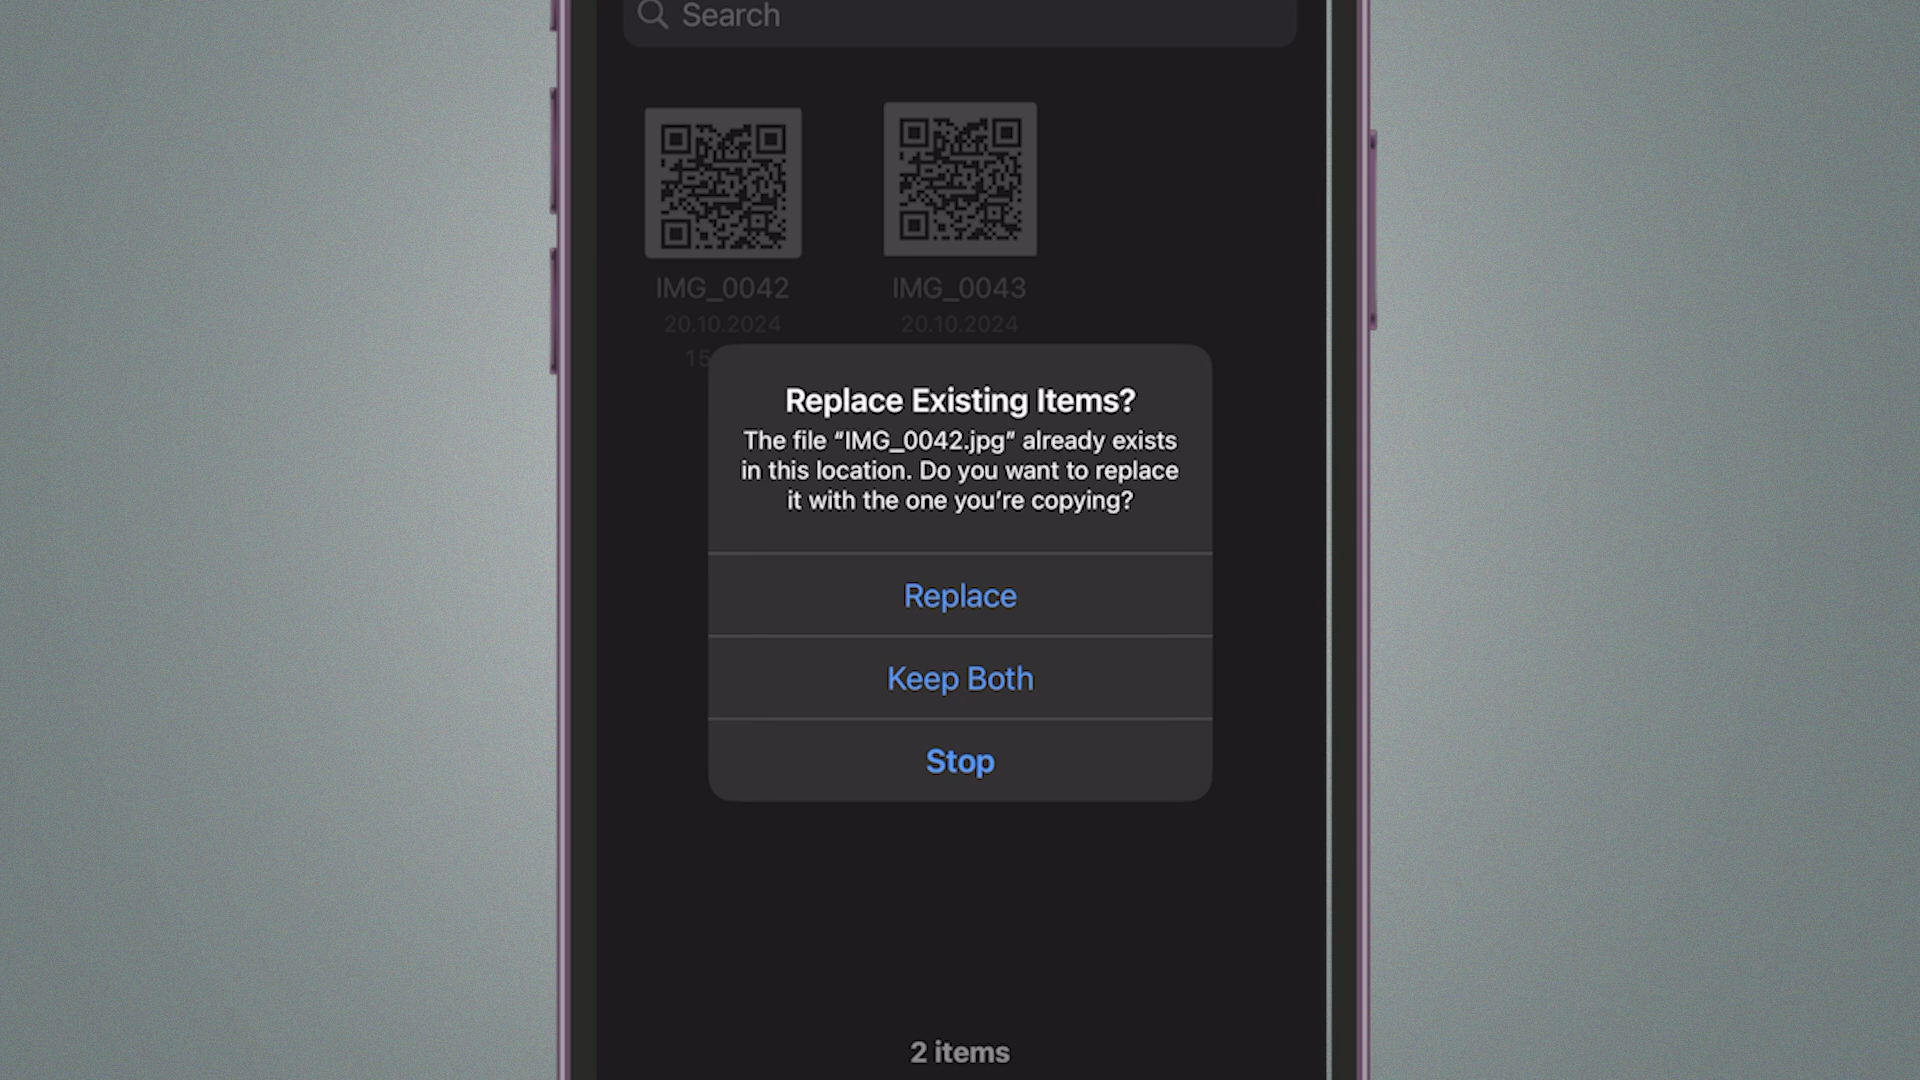 Search
IMG_0042
IMG_0043
20.10.2024
20.10.2024
15
Replace Existing Items?
The file “IMG_0042.jpg” already exists
in this location. Do you want to replace
it with the one you’re copying?
Replace
Keep Both
Stop
2 items